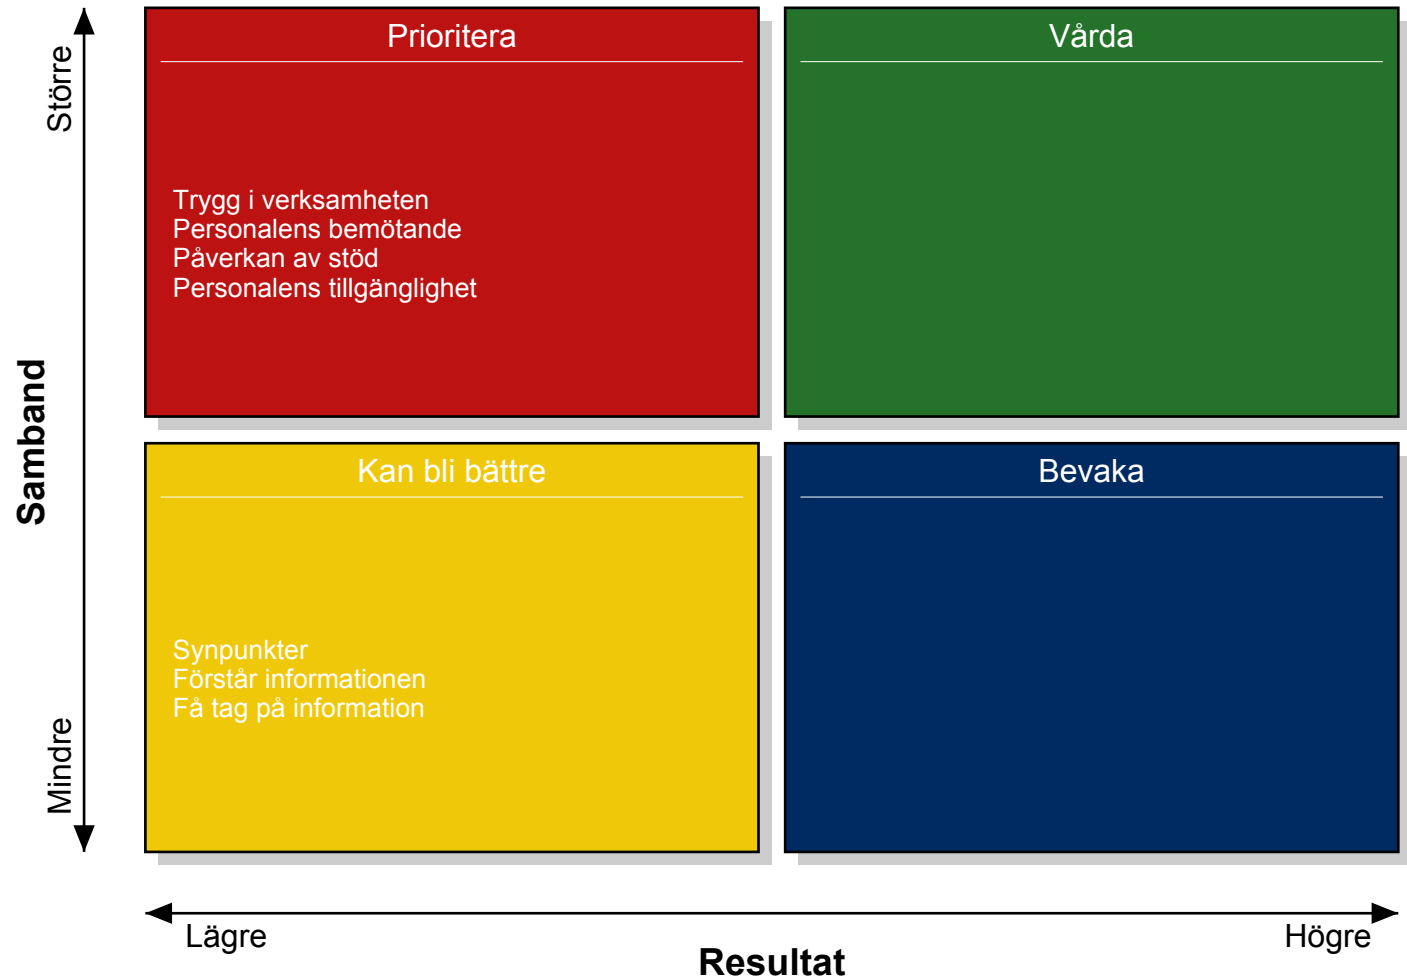 Större
Samband
Mindre
Prioritera
Trygg i verksamheten
Personalens bemötande
Påverkan av stöd
Personalens tillgänglighet
Vårda
Kan bli bättre
Synpunkter
Förstår informationen
Få tag på information
Bevaka
Lägre
Resultat
Högre